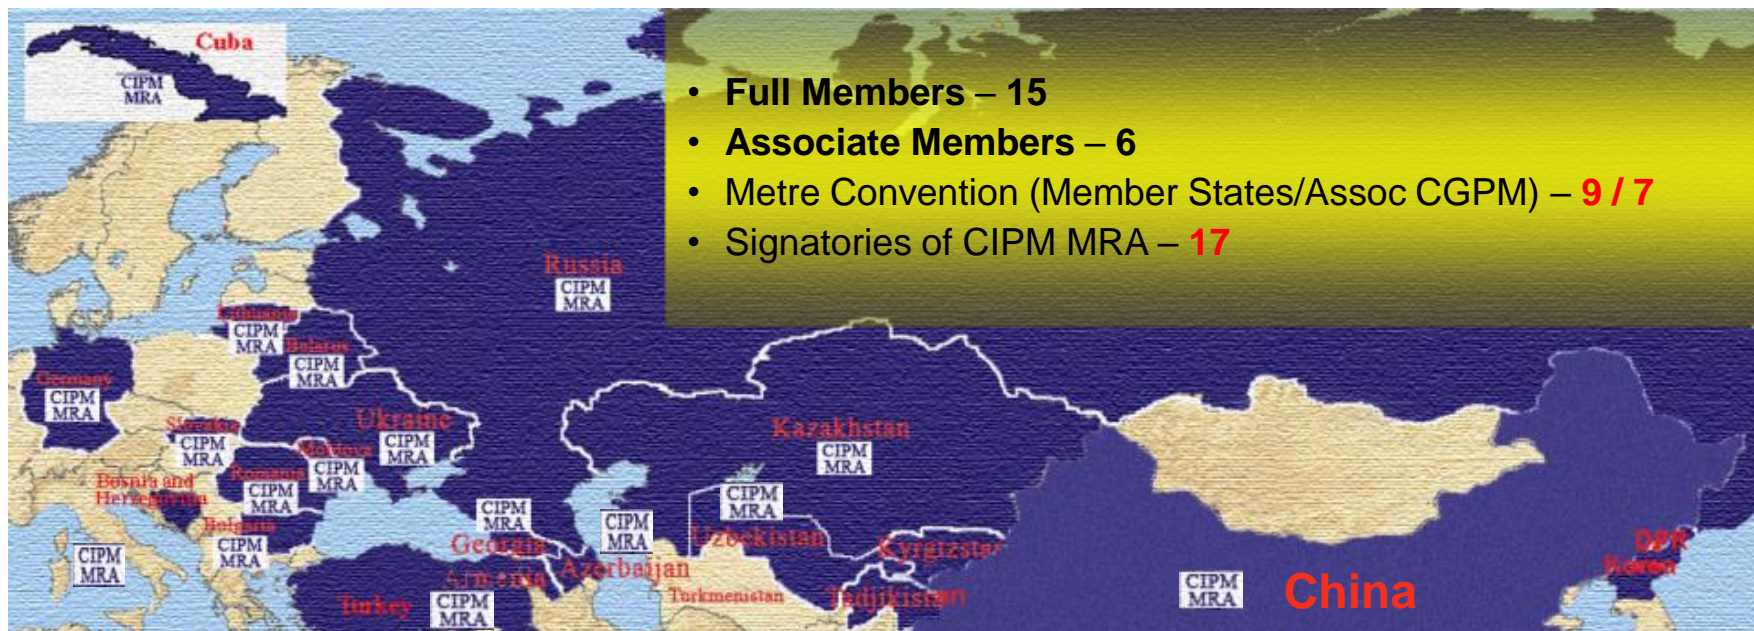 Cuba
CIPM
MRA
• Full Members – 15
• Associate Members – 6
• Metre Convention (Member States/Assoc CGPM) – 9 / 7
• Signatories of CIPM MRA – 17
Russia
CIPM
MRA
Lithuania
CIPM
MRA
Belarus
CIPM
MRA
Germany
CIPM
MRA
Slovakia
CIPM
MRA
Ukraine
CIPM
MRA
Moldova
CIPM
MRA
Kazakhstan
CIPM
MRA
Romania
CIPM
MRA
Bosnia and
Herzegovina
Bulgaria
CIPM
MRA
CIPM
MRA
CIPM
MRA
Georgia
Armenia
CIPM
MRA
Azerbaijan
CIPM
MRA
Uzbekistan
Kyrgizstan
Turkmenistan
Tadjikistan
Turkey
CIPM
MRA
CIPM
MRA
China
DPR
Korea